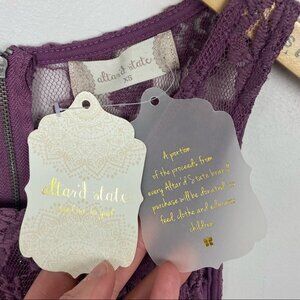 altar'd state
XS
altar'd state
A portion
of the proceeds from
every Altar'd State brand
purchase will be donated to
feed, clothe and educate
children